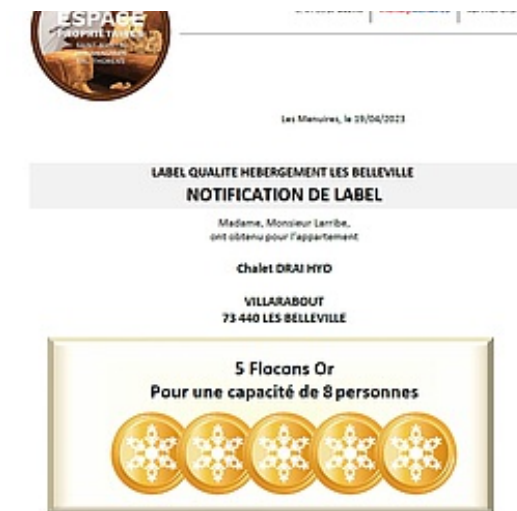 ESPACE
PROPRIÉTAIRES
Les Menuires, le 19/04/2023
LABEL QUALITE HEBERGEMENT LES BELLEVILLE
NOTIFICATION DE LABEL
Madame, Monsieur Larribe,
ont obtenu pour l'appartement
Chalet DRAI HYO
VILLARABOUT
73 440 LES BELLEVILLE
5 Flocons Or
Pour une capacité de 8 personnes